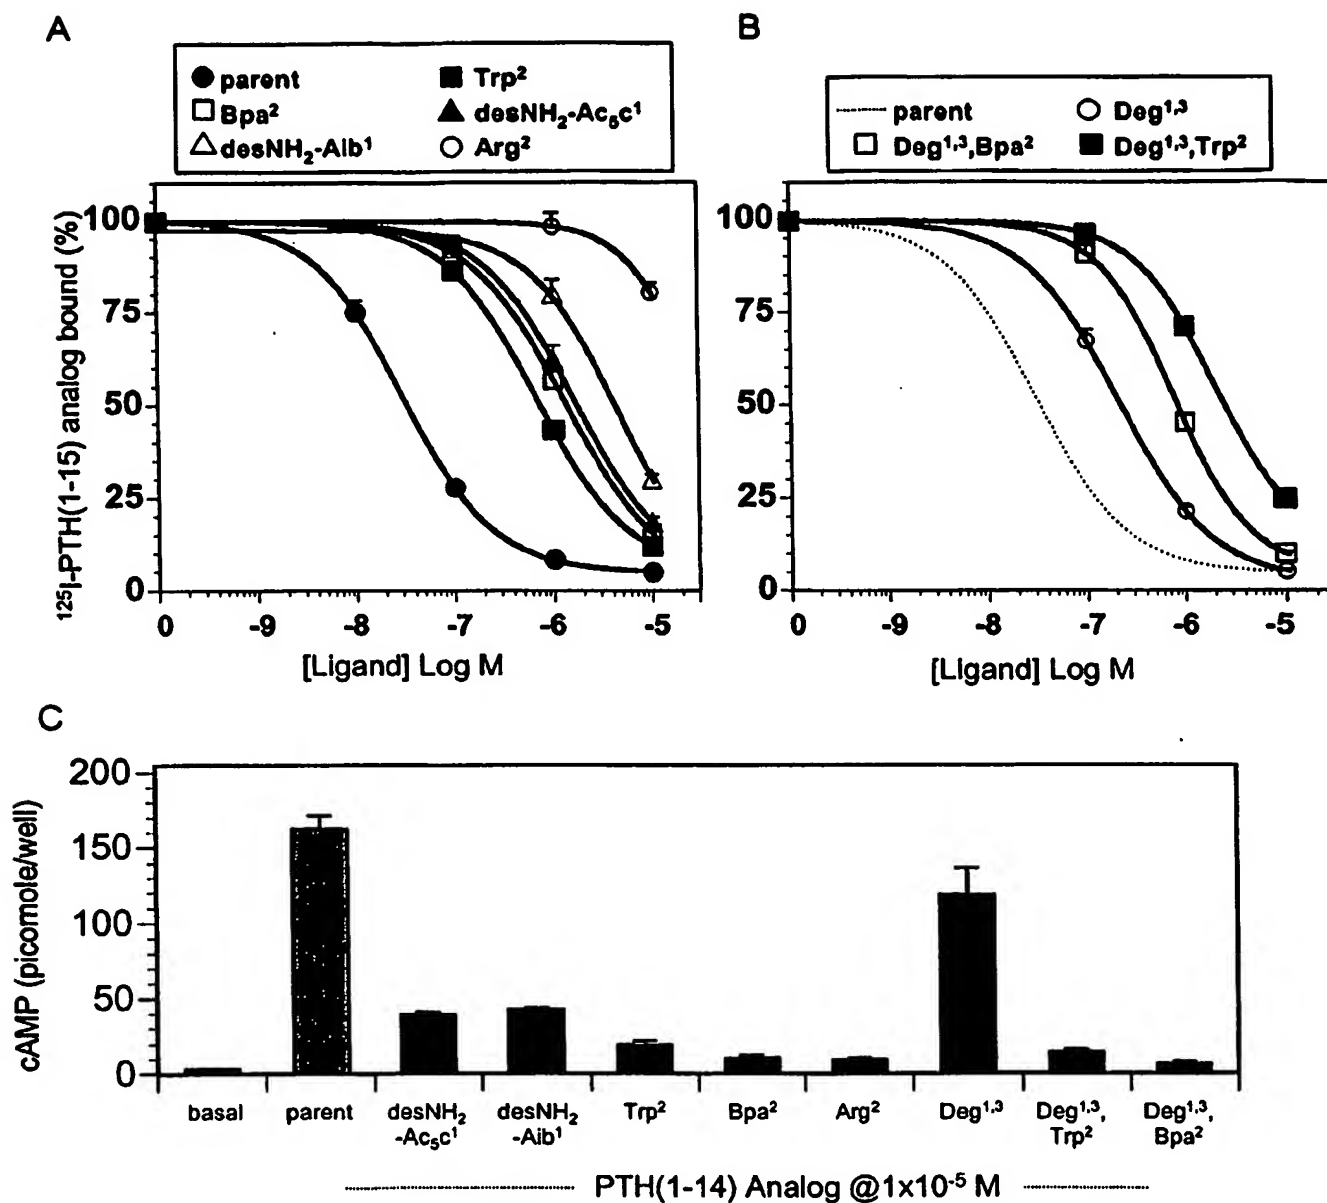 A
parent
Trp²
Bpa²
desNH₂-Ac₅c¹
desNH₂-Aib¹
Arg²
¹²⁵I-PTH(1-15) analog bound (%)
100
75
50
25
0
0 -9 -8 -7 -6 -5
[Ligand] Log M
B
parent
Deg¹,³
Deg¹,³,Bpa²
Deg¹,³,Trp²
100
75
50
25
0
0 -9 -8 -7 -6 -5
[Ligand] Log M
C
cAMP (picomole/well)
200
150
100
50
0
basal
parent
desNH₂
-Ac₅c¹
desNH₂
-Aib¹
Trp²
Bpa²
Arg²
Deg¹,³
Deg¹,³,
Trp²
Deg¹,³,
Bpa²
PTH(1-14) Analog @1x10⁻⁵ M